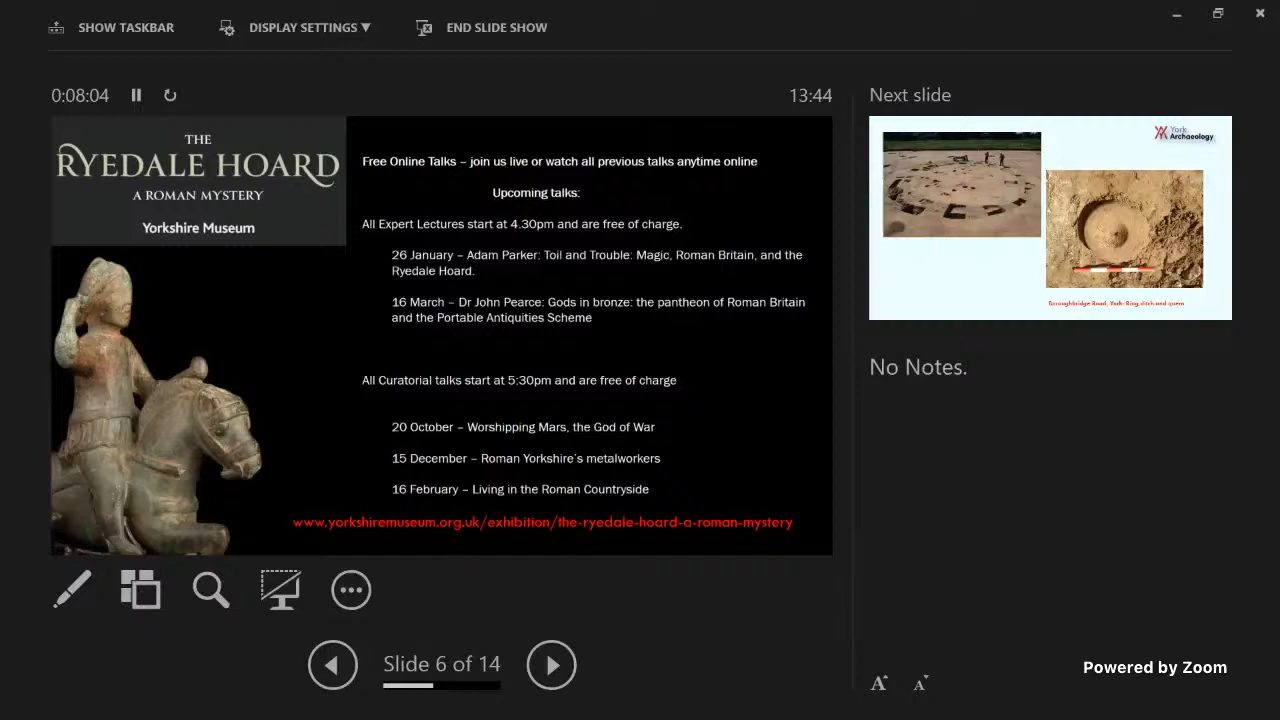 SHOW TASKBAR
DISPLAY SETTINGS ▼
END SLIDE SHOW
0:08:04
13:44
Next slide
THE
RYEDALE HOARD
A ROMAN MYSTERY
Yorkshire Museum
Free Online Talks – join us live or watch all previous talks anytime online
Upcoming talks:
All Expert Lectures start at 4.30pm and are free of charge.
26 January – Adam Parker: Toil and Trouble: Magic, Roman Britain, and the
Ryedale Hoard.
16 March – Dr John Pearce: Gods in bronze: the pantheon of Roman Britain
and the Portable Antiquities Scheme
All Curatorial talks start at 5:30pm and are free of charge
20 October – Worshipping Mars, the God of War
15 December – Roman Yorkshire's metalworkers
16 February – Living in the Roman Countryside
www.yorkshiremuseum.org.uk/exhibition/the-ryedale-hoard-a-roman-mystery
York
Archaeology
Boroughbridge Road, York: Ring ditch and quern
No Notes.
Slide 6 of 14
A A
Powered by Zoom